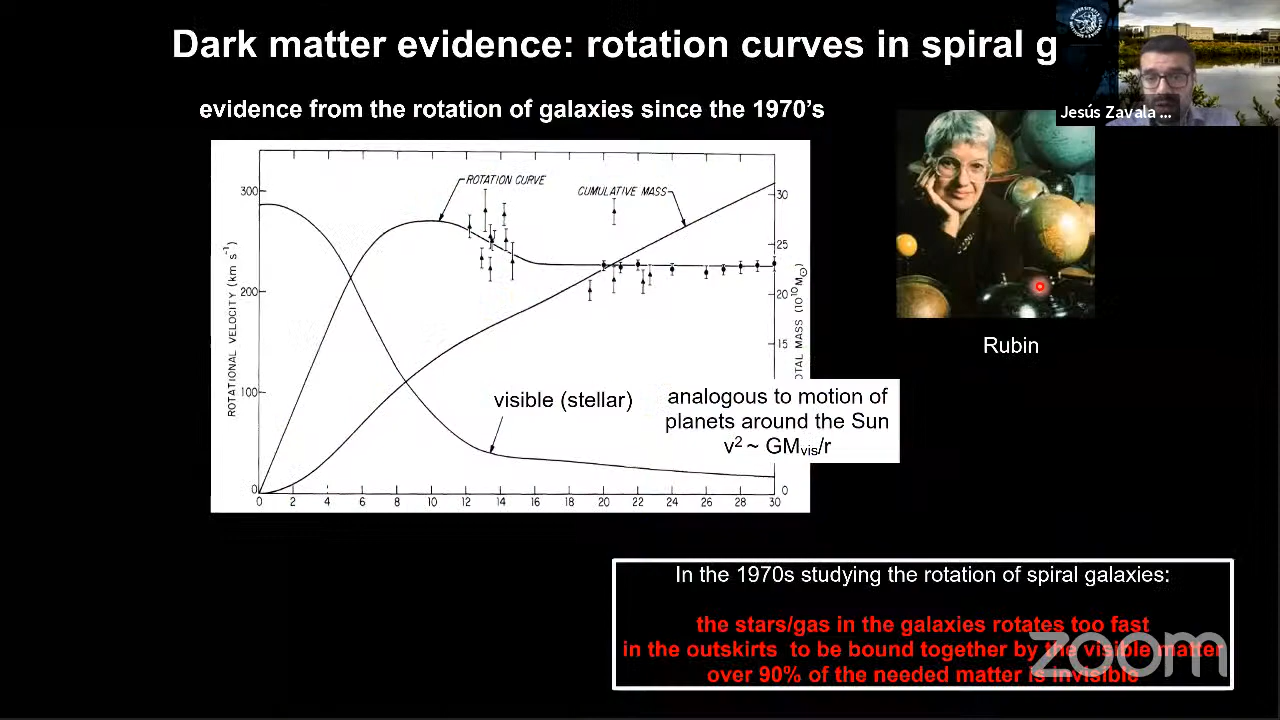 Dark matter evidence: rotation curves in spiral g
Jesús Zavala ...
evidence from the rotation of galaxies since the 1970's
ROTATION CURVE
CUMULATIVE MASS
300
200
100
0
ROTATIONAL VELOCITY (km s⁻¹)
30
25
20
15
0
OTAL MASS (10¹⁰ M☉)
0 2 4 6 8 10 12 14 16 18 20 22 24 26 28 30
visible (stellar)
analogous to motion of
planets around the Sun
v² ~ GMvis/r
Rubin
In the 1970s studying the rotation of spiral galaxies:
the stars/gas in the galaxies rotates too fast
in the outskirts to be bound together by the visible matter
over 90% of the needed matter is invisible
zoom